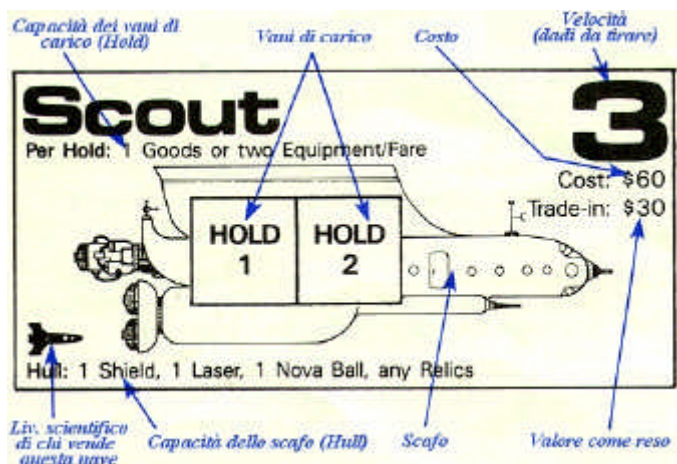 Capacità dei vani di
carico (Hold)
Vani di carico
Costo
Velocità
(dadi da tirare)
Scout
3
Per Hold: 1 Goods or two Equipment/Fare
Cost: $60
Trade-in: $30
HOLD
1
HOLD
2
Hull: 1 Shield, 1 Laser, 1 Nova Ball, any Relics
Liv. scientifico
di chi vende
questa nave
Capacità dello scafo (Hull)
Scafo
Valore come reso